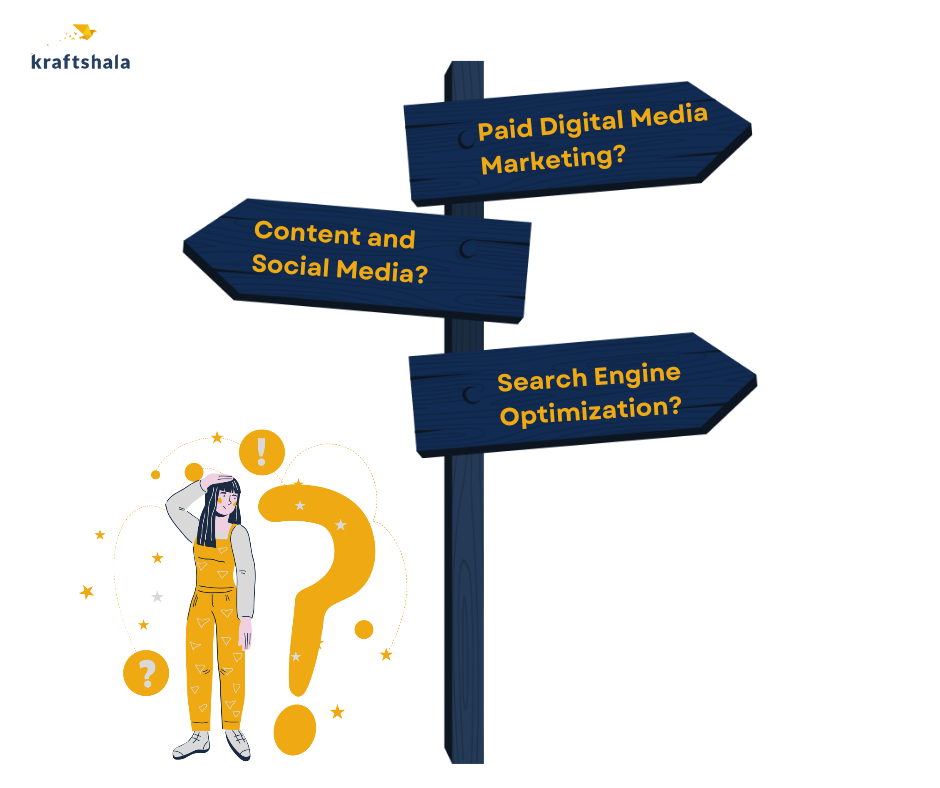 kraftshala
Paid Digital Media
Marketing?
Content and
Social Media?
Search Engine
Optimization?
!
?
?